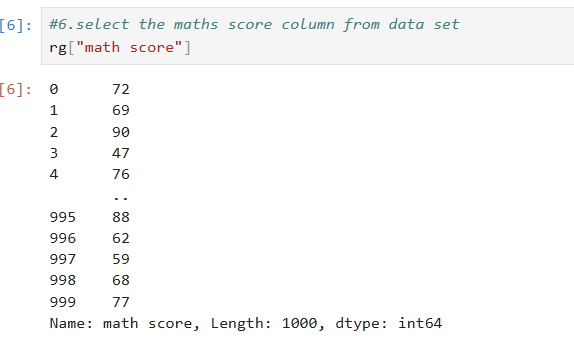 [6]: #6.select the maths score column from data set
rg["math score"]
[6]: 0 72
1 69
2 90
3 47
4 76
..
995 88
996 62
997 59
998 68
999 77
Name: math score, Length: 1000, dtype: int64